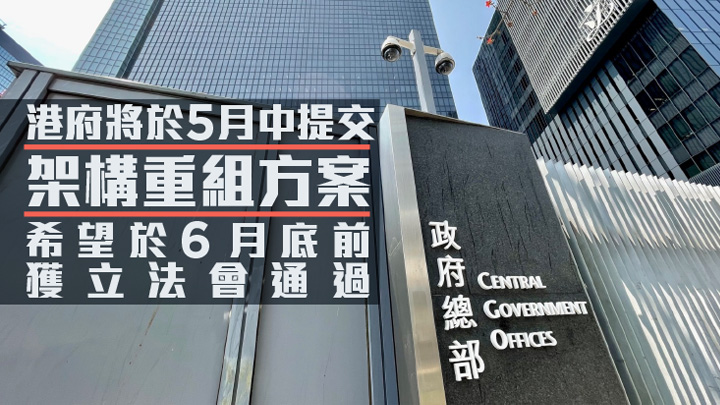 港府將於5月中提交
架構重組方案
希望於6月底前
獲立法會通過
政府總部
CENTRAL
GOVERNMENT
OFFICES